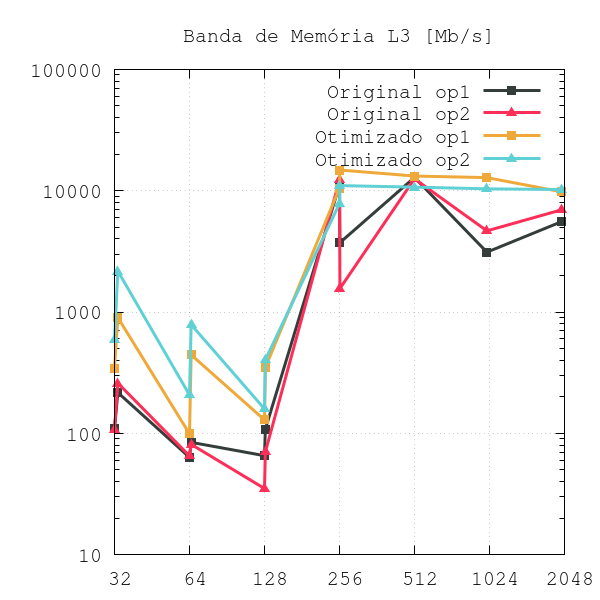 Banda de Memória L3 [Mb/s]
100000
Original op1
Original op2
Otimizado op1
Otimizado op2
10000
1000
100
10
32 64 128 256 512 1024 2048